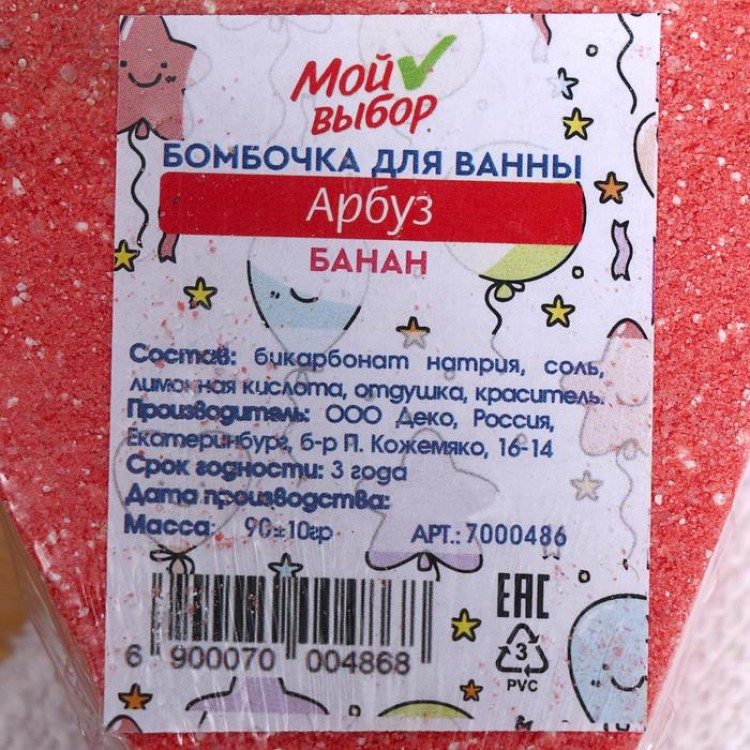 Мой
выбор
БОМБОЧКА ДЛЯ ВАННЫ
Арбуз
БАНАН
Состав: бикарбонат натрия, соль,
лимонная кислота, отдушка, краситель.
Производитель: ООО Деко, Россия,
Екатеринбург, б-р П. Кожемяко, 16-14
Срок годности: 3 года
Дата производства:
Масса: 90±10гр АРТ.: 7000486
EAC
6 900070 004868
3
PVC